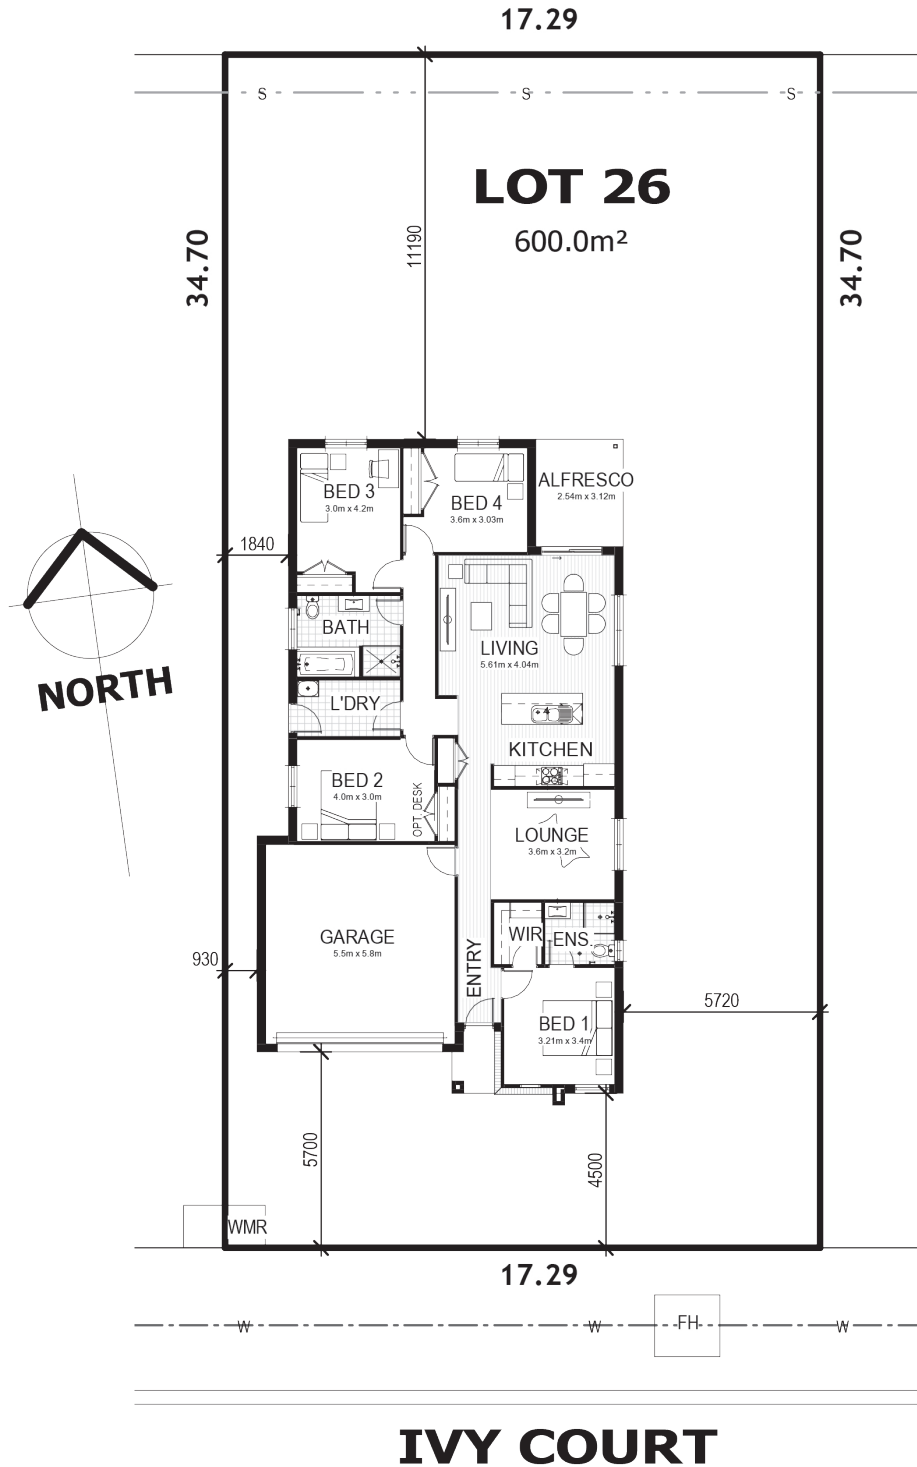 17.29
S S S
LOT 26
600.0m²
34.70
34.70
11190
BED 3
3.0m x 4.2m
BED 4
3.6m x 3.03m
ALFRESCO
2.54m x 3.12m
1840
NORTH
BATH
LIVING
5.61m x 4.04m
L'DRY
KITCHEN
BED 2
4.0m x 3.0m
OPT. DESK
LOUNGE
3.6m x 3.2m
GARAGE
5.5m x 5.8m
930
ENTRY
WIR
ENS.
BED 1
3.21m x 3.4m
5720
5700
4500
WMR
17.29
W W FH W
IVY COURT